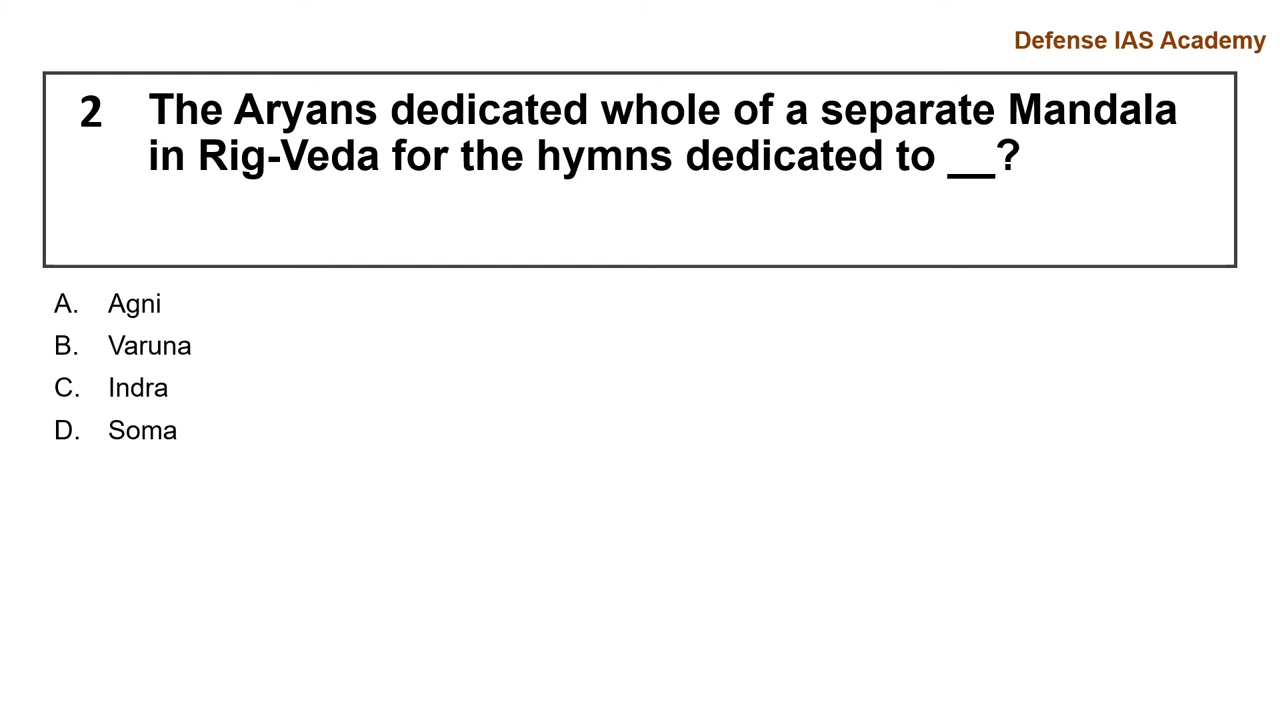 Defense IAS Academy
2 The Aryans dedicated whole of a separate Mandala
in Rig-Veda for the hymns dedicated to __?
A. Agni
B. Varuna
C. Indra
D. Soma